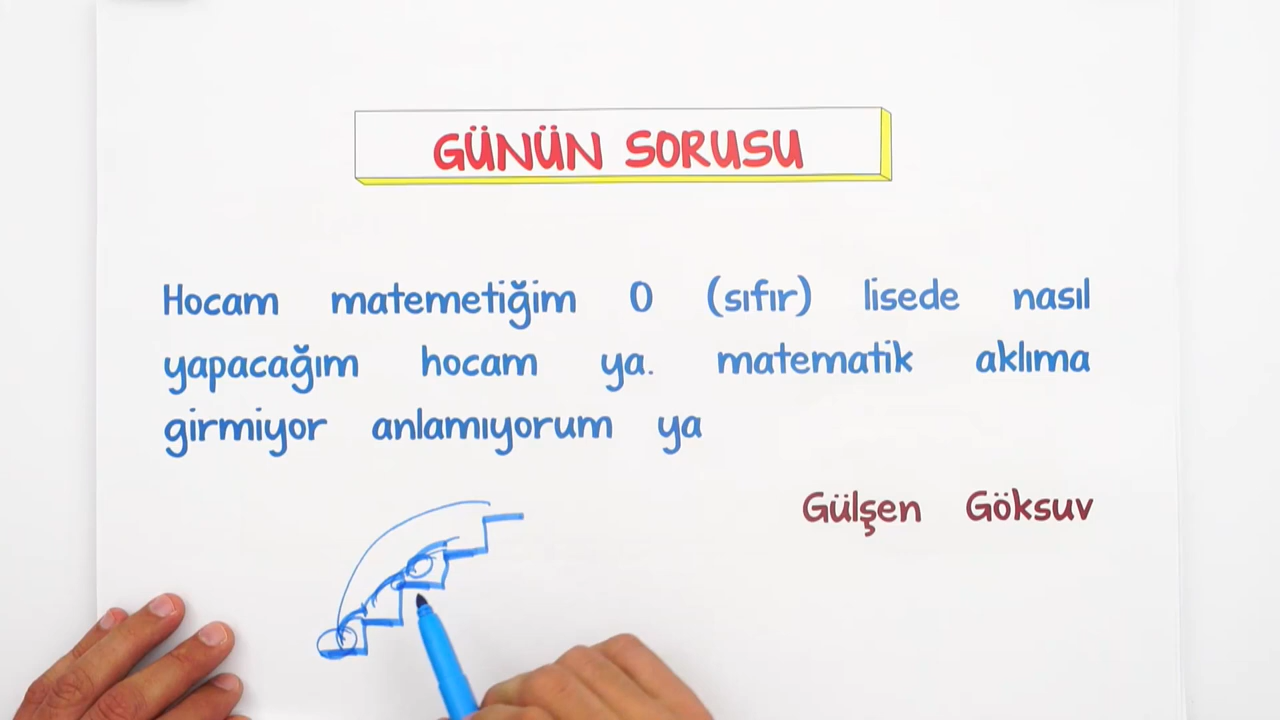 GÜNÜN SORUSU
Hocam matemetiğim 0 (sıfır) lisede nasıl
yapacağım hocam ya. matematik aklıma
girmiyor anlamıyorum ya
Gülşen Göksuv